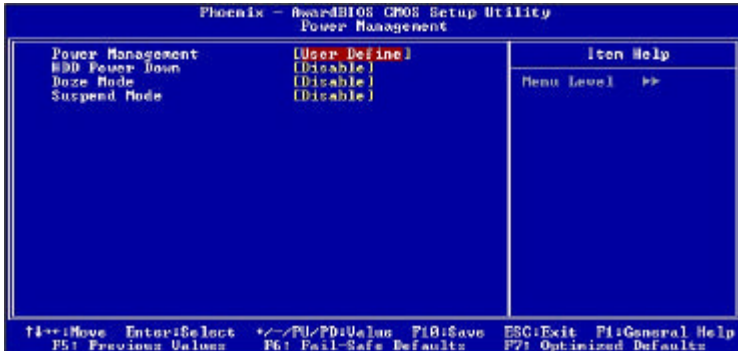 Phoenix - AwardBIOS CMOS Setup Utility
Power Management
Power Management [User Define]
HDD Power Down [Disable]
Doze Mode [Disable]
Suspend Mode [Disable]
Item Help
Menu Level ▸▸
↑↓→←:Move Enter:Select +/-/PU/PD:Value F10:Save ESC:Exit F1:General Help
F5: Previous Values F6: Fail-Safe Defaults F7: Optimized Defaults